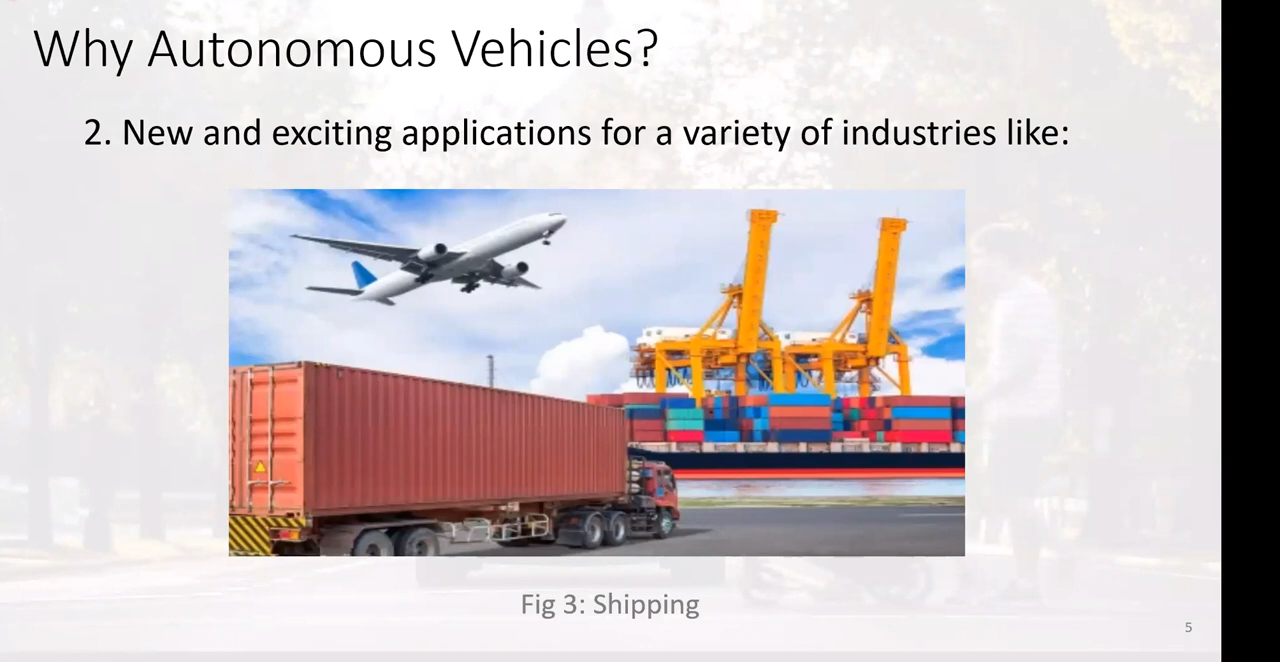 Why Autonomous Vehicles?
2. New and exciting applications for a variety of industries like:
Fig 3: Shipping
5